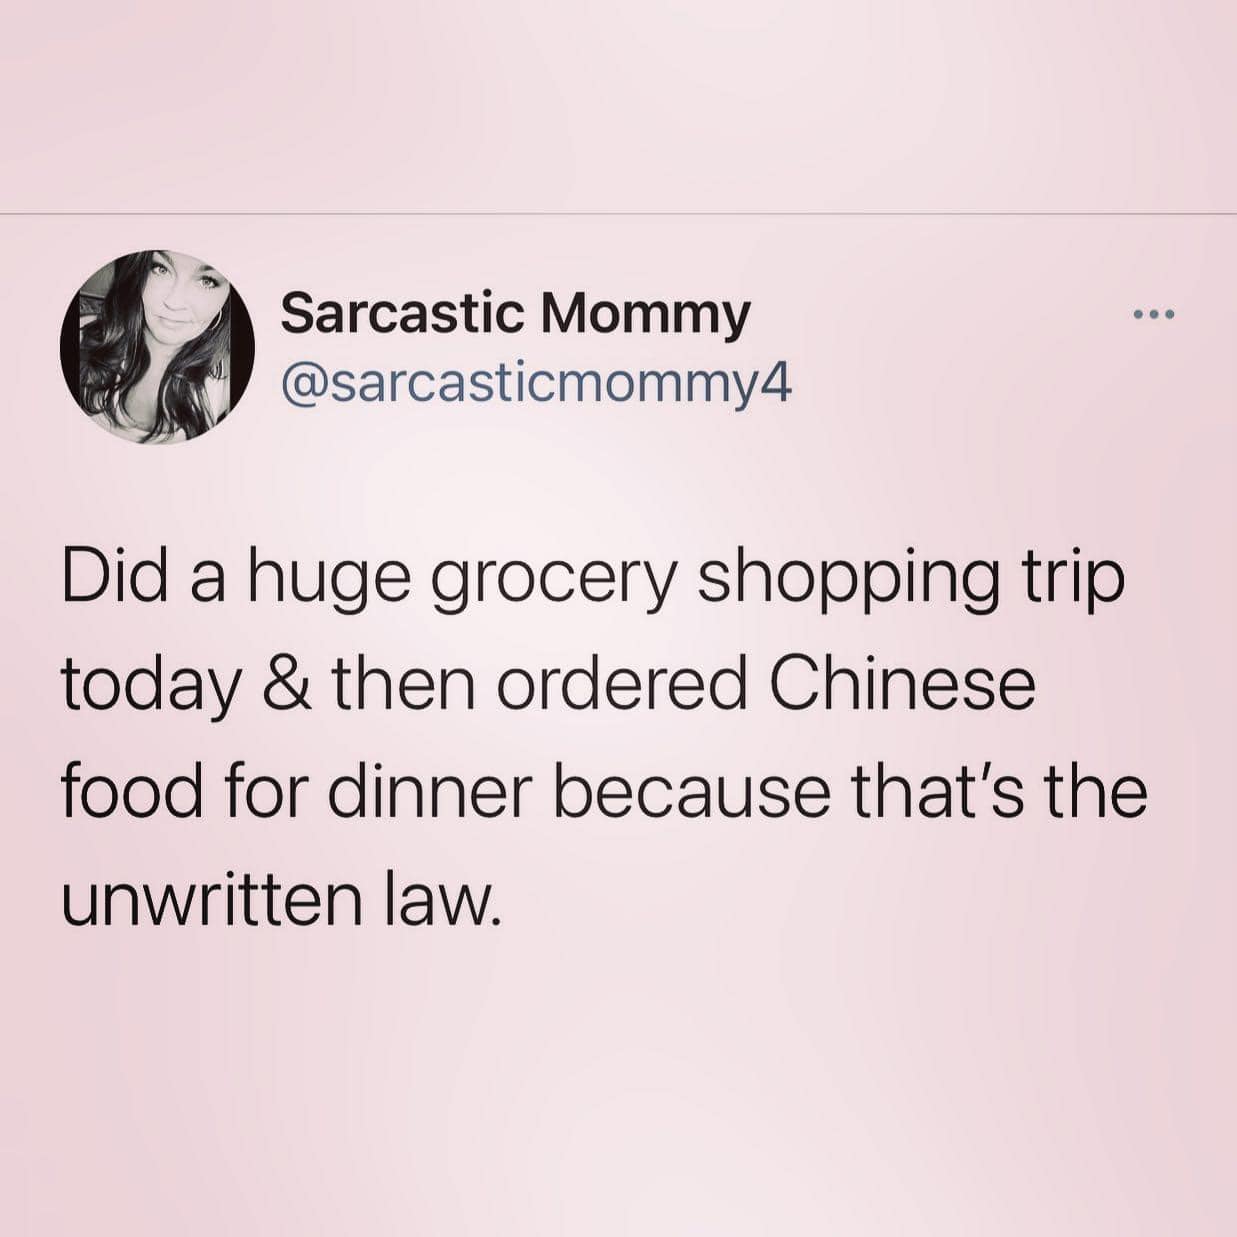 Sarcastic Mommy
@sarcasticmommy4
Did a huge grocery shopping trip
today & then ordered Chinese
food for dinner because that’s the
unwritten law.